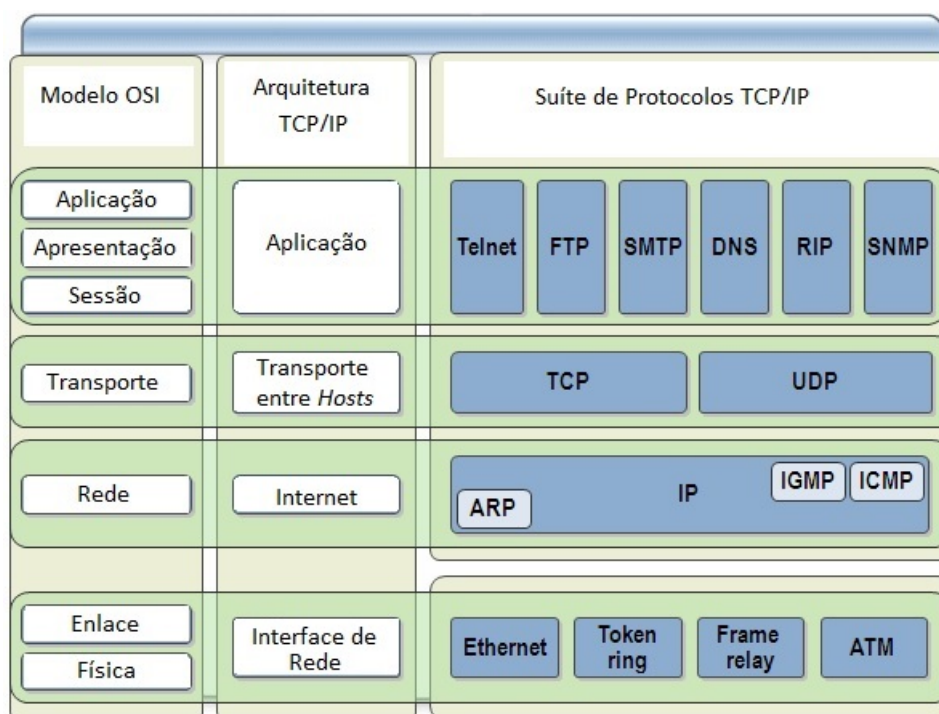 Modelo OSI
Arquitetura
TCP/IP
Suíte de Protocolos TCP/IP
Aplicação
Apresentação
Sessão
Aplicação
Telnet
FTP
SMTP
DNS
RIP
SNMP
Transporte
Transporte
entre Hosts
TCP
UDP
Rede
Internet
ARP
IP
IGMP
ICMP
Enlace
Física
Interface de
Rede
Ethernet
Token
ring
Frame
relay
ATM